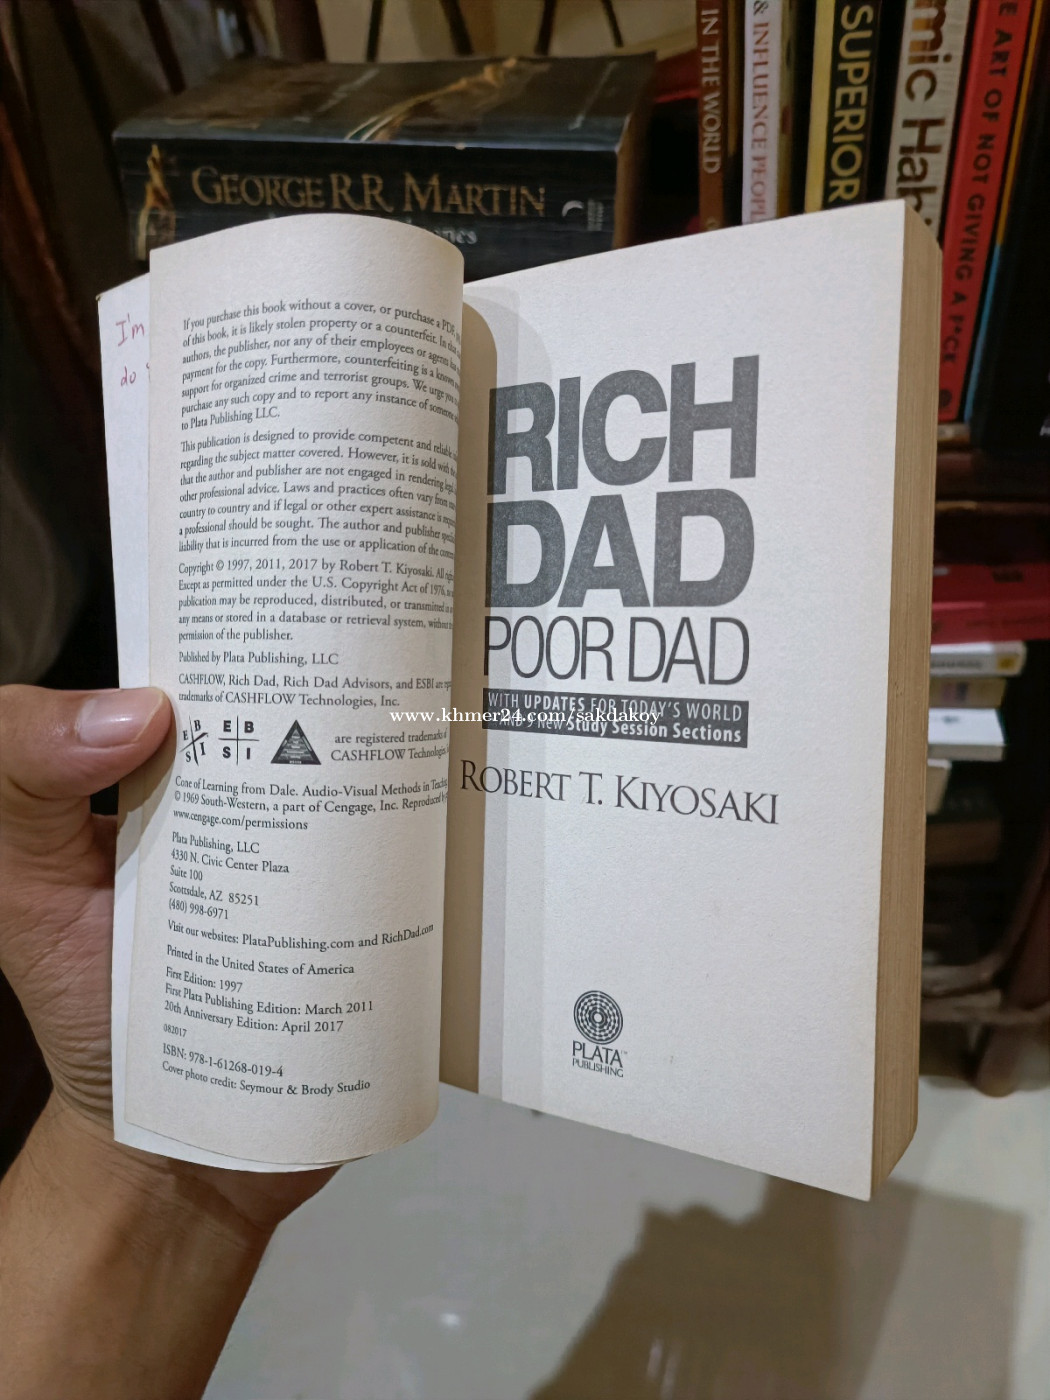 GEORGE R.R. MARTIN
IN THE WORLD
& INFLUENCE PEOPL
SUPERIOR
mic Hab
E ART OF NOT GIVING A F*CK
I'm
do
If you purchase this book without a cover, or purchase a PDF,
of this book, it is likely stolen property or a counterfeit. In that
authors, the publisher, nor any of their employees or agents has
payment for the copy. Furthermore, counterfeiting is a known
support for organized crime and terrorist groups. We urge you
purchase any such copy and to report any instance of someone
to Plata Publishing LLC.
This publication is designed to provide competent and reliable
regarding the subject matter covered. However, it is sold with the
that the author and publisher are not engaged in rendering legal,
other professional advice. Laws and practices often vary from
country to country and if legal or other expert assistance is
a professional should be sought. The author and publisher
liability that is incurred from the use or application of the
Copyright © 1997, 2011, 2017 by Robert T. Kiyosaki. All
Except as permitted under the U.S. Copyright Act of 1976,
publication may be reproduced, distributed, or transmitted
any means or stored in a database or retrieval system, without
permission of the publisher.
Published by Plata Publishing, LLC
CASHFLOW, Rich Dad, Rich Dad Advisors, and ESBI are
trademarks of CASHFLOW Technologies, Inc.
E B
S I
E B
S I
are registered trademarks of
CASHFLOW Technologies,
Cone of Learning from Dale. Audio-Visual Methods in
© 1969 South-Western, a part of Cengage, Inc. Reproduced
www.cengage.com/permissions
Plata Publishing, LLC
4330 N. Civic Center Plaza
Suite 100
Scottsdale, AZ 85251
(480) 998-6971
Visit our websites: PlataPublishing.com and RichDad.com
Printed in the United States of America
First Edition: 1997
First Plata Publishing Edition: March 2011
20th Anniversary Edition: April 2017
082017
ISBN: 978-1-61268-019-4
Cover photo credit: Seymour & Brody Studio
RICH
DAD
POOR DAD
WITH UPDATES FOR TODAY'S WORLD
AND 9 New Study Session Sections
www.khmer24.com/sakdakoy
ROBERT T. KIYOSAKI
PLATA
PUBLISHING